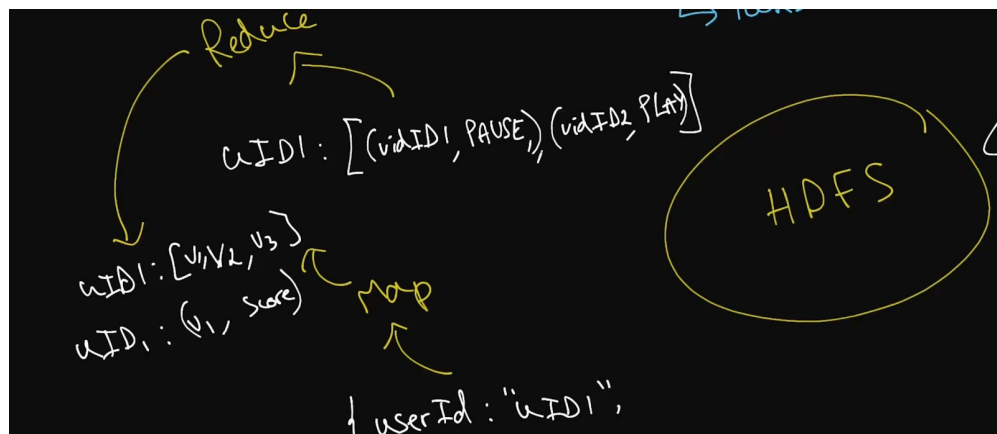 Reduce
uID1: [(vidID1, PAUSE,), (vidID2, PLAY)]
HDFS
uID1: [v1, v2, v3]
uID1: (v1, score)
Map
{ userId: "uID1",